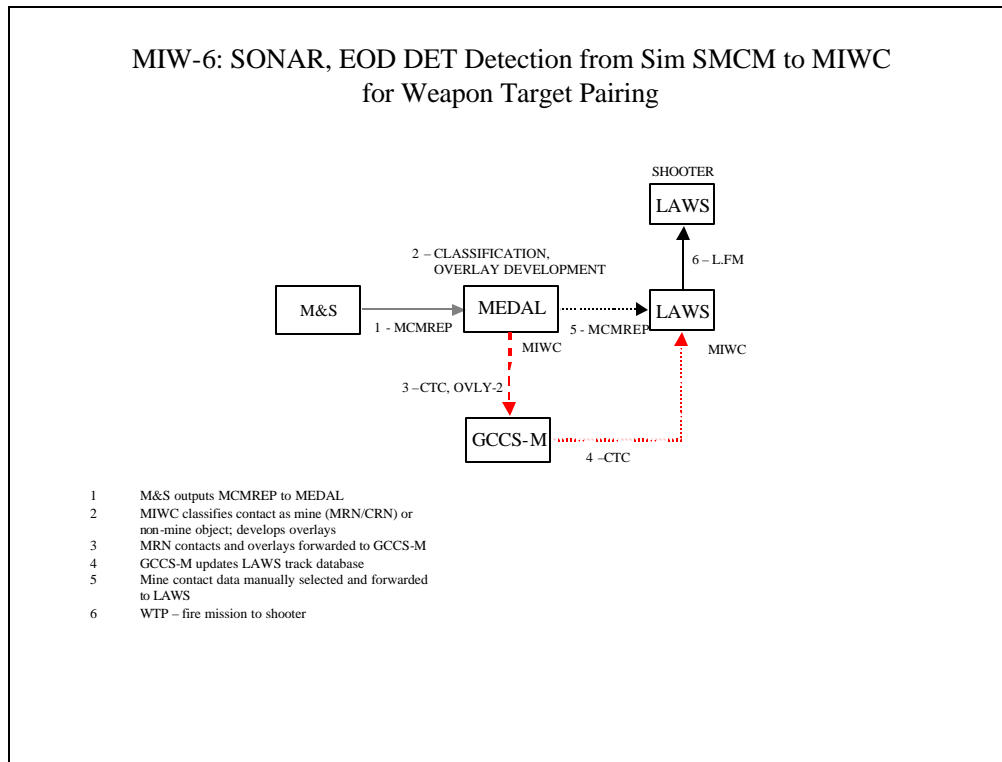 MIW-6: SONAR, EOD DET Detection from Sim SMCM to MIWC
for Weapon Target Pairing
SHOOTER
LAWS
6 – L.FM
2 – CLASSIFICATION,
OVERLAY DEVELOPMENT
M&S
1 - MCMREP
MEDAL
5 - MCMREP
LAWS
MIWC
MIWC
3 –CTC, OVLY-2
GCCS-M
4 –CTC
1 M&S outputs MCMREP to MEDAL
2 MIWC classifies contact as mine (MRN/CRN) or
non-mine object; develops overlays
3 MRN contacts and overlays forwarded to GCCS-M
4 GCCS-M updates LAWS track database
5 Mine contact data manually selected and forwarded
to LAWS
6 WTP – fire mission to shooter